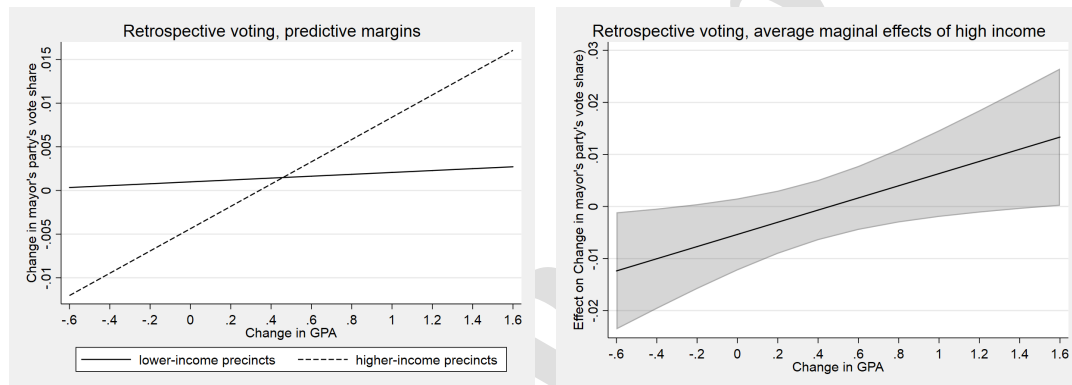 Retrospective voting, predictive margins
Change in mayor's party's vote share
.015
.01
.005
0
-.005
-.01
-.6 -.4 -.2 0 .2 .4 .6 .8 1 1.2 1.4 1.6
Change in GPA
lower-income precincts higher-income precincts
Retrospective voting, average maginal effects of high income
Effect on Change in mayor's party's vote share)
.03
.02
.01
0
-.01
-.02
-.6 -.4 -.2 0 .2 .4 .6 .8 1 1.2 1.4 1.6
Change in GPA